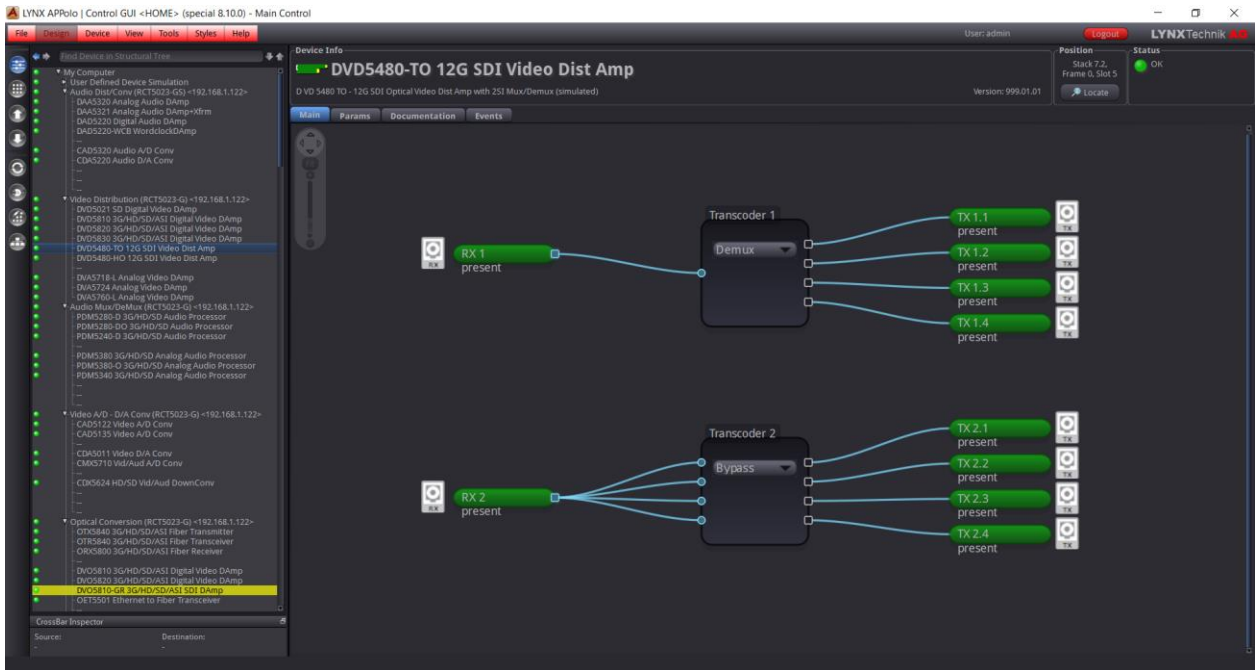 LYNX APPolo | Control GUI <HOME> (special 8.10.0) - Main Control
File Design Device View Tools Styles Help
User: admin
Logout
LYNXTechnik AG
Find Device in Structural Tree
My Computer
User Defined Device Simulation
Audio Dist/Conv (RCT5023-GS) <192.168.1.122>
DAA5320 Analog Audio DAmp
DAA5321 Analog Audio DAmp+Xfrm
DAD5220 Digital Audio DAmp
DAD5220-WCB WordclockDAmp
--
CAD5320 Audio A/D Conv
CDA5220 Audio D/A Conv
--
--
--
Video Distribution (RCT5023-G) <192.168.1.122>
DVD5021 SD Digital Video DAmp
DVD5810 3G/HD/SD/ASI Digital Video DAmp
DVD5820 3G/HD/SD/ASI Digital Video DAmp
DVD5830 3G/HD/SD/ASI Digital Video DAmp
DVD5480-TO 12G SDI Video Dist Amp
DVD5480-HO 12G SDI Video Dist Amp
--
DVA5718-L Analog Video DAmp
DVA5724 Analog Video DAmp
DVA5760-L Analog Video DAmp
Audio Mux/DeMux (RCT5023-G) <192.168.1.122>
PDM5280-D 3G/HD/SD Audio Processor
PDM5280-DO 3G/HD/SD Audio Processor
PDM5240-D 3G/HD/SD Audio Processor
--
PDM5380 3G/HD/SD Analog Audio Processor
PDM5380-O 3G/HD/SD Analog Audio Processor
PDM5340 3G/HD/SD Analog Audio Processor
--
--
--
Video A/D - D/A Conv (RCT5023-G) <192.168.1.122>
CAD5122 Video A/D Conv
CAD5135 Video A/D Conv
--
CDA5011 Video D/A Conv
CMX5710 Vid/Aud A/D Conv
--
CDX5624 HD/SD Vid/Aud DownConv
--
--
--
Optical Conversion (RCT5023-G) <192.168.1.122>
OTX5840 3G/HD/SD/ASI Fiber Transmitter
OTR5840 3G/HD/SD/ASI Fiber Transceiver
ORX5800 3G/HD/SD/ASI Fiber Receiver
--
DVO5810 3G/HD/SD/ASI Digital Video DAmp
DVO5820 3G/HD/SD/ASI Digital Video DAmp
DVO5810-GR 3G/HD/SD/ASI SDI DAmp
OET5501 Ethernet to Fiber Transceiver
--
CrossBar Inspector
Source: Destination:
- -
Device Info
DVD5480-TO 12G SDI Video Dist Amp
D VD 5480 TO - 12G SDI Optical Video Dist Amp with 2SI Mux/Demux (simulated)
Version: 999.01.01
Position
Stack 7.2,
Frame 0, Slot 5
Locate
Status
OK
Main Params Documentation Events
RX 1
present
RX
Transcoder 1
Demux
TX 1.1
present
TX
TX 1.2
present
TX
TX 1.3
present
TX
TX 1.4
present
TX
RX 2
present
RX
Transcoder 2
Bypass
TX 2.1
present
TX
TX 2.2
present
TX
TX 2.3
present
TX
TX 2.4
present
TX